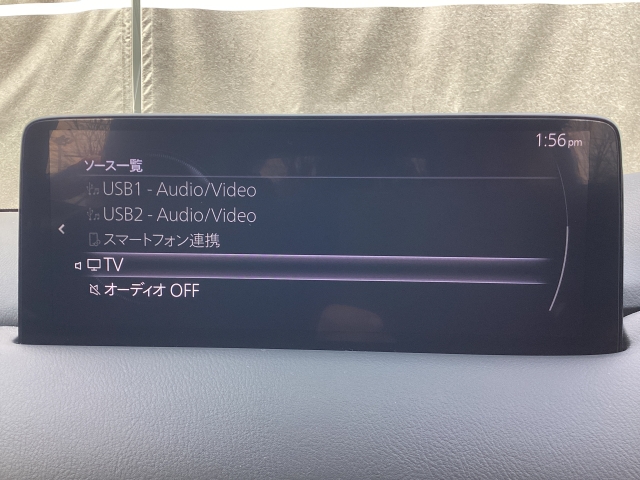 1:56pm
ソース一覧
USB1 - Audio/Video
USB2 - Audio/Video
スマートフォン連携
TV
オーディオ OFF